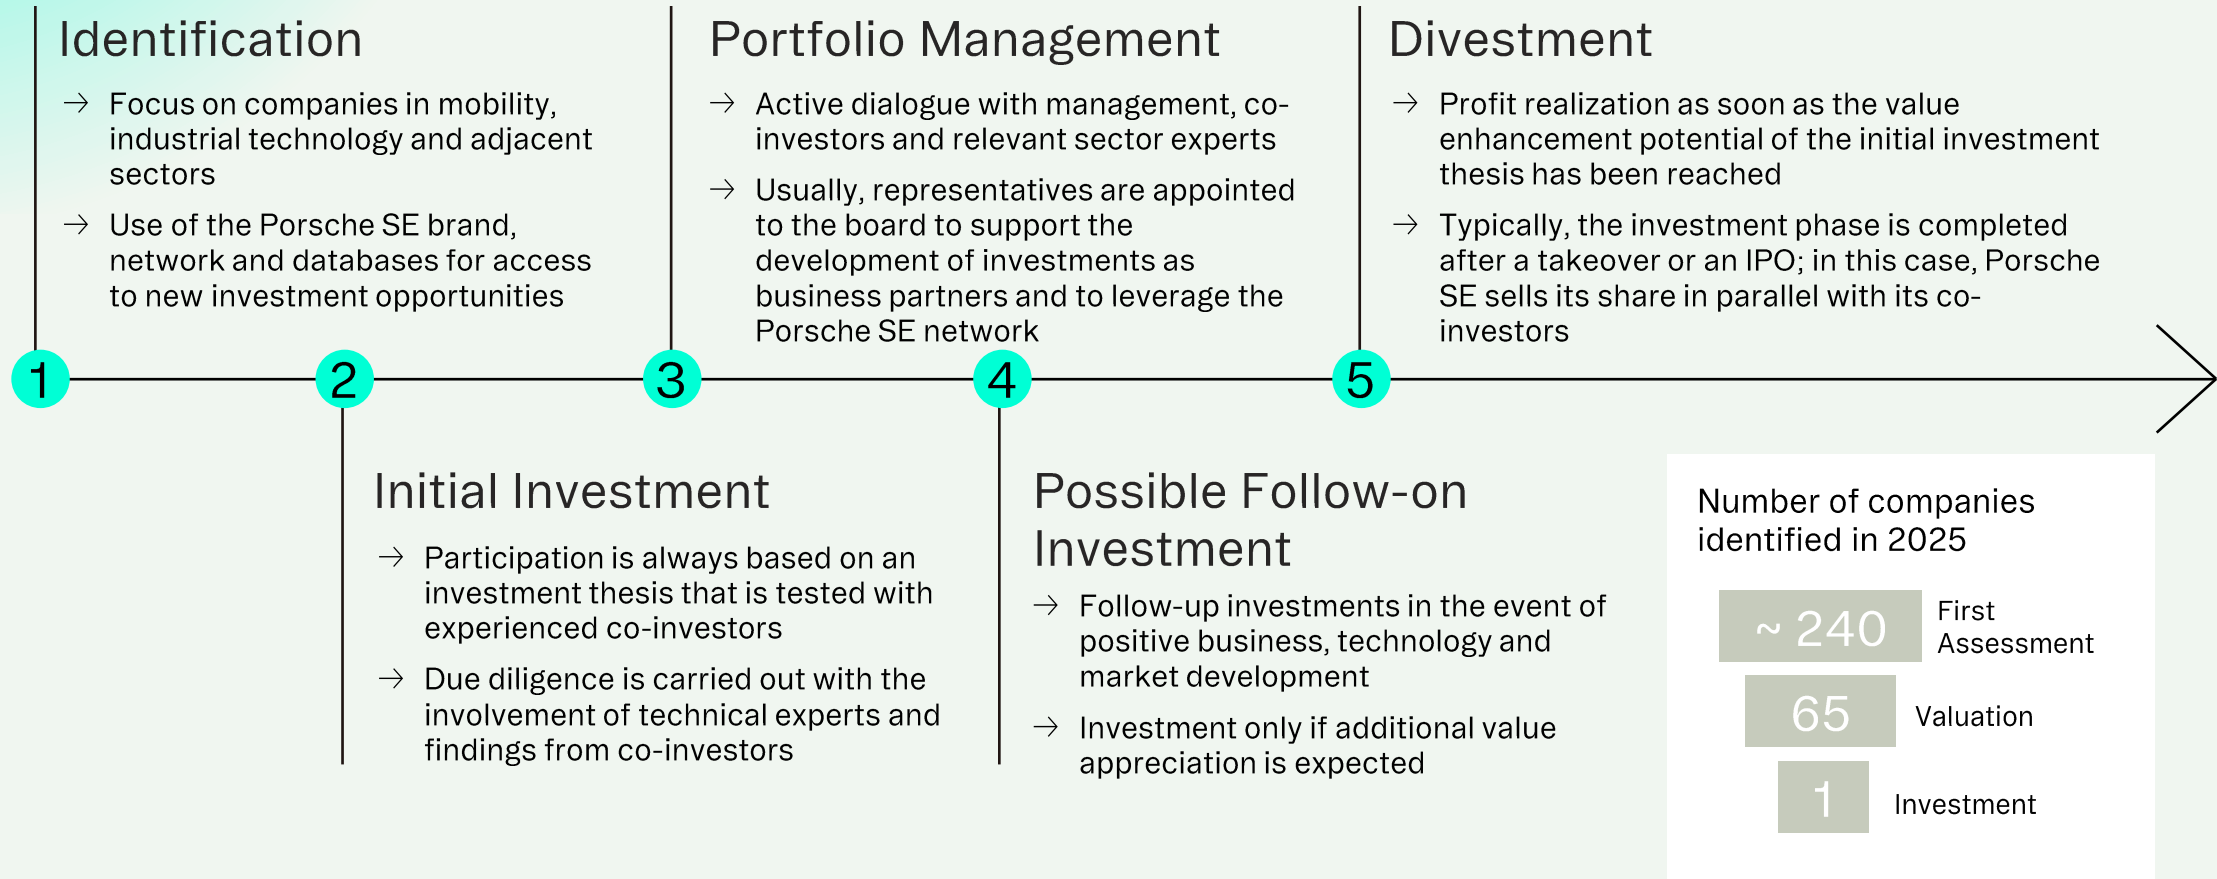 Identification
→ Focus on companies in mobility,
industrial technology and adjacent
sectors
→ Use of the Porsche SE brand,
network and databases for access
to new investment opportunities
Portfolio Management
→ Active dialogue with management, co-
investors and relevant sector experts
→ Usually, representatives are appointed
to the board to support the
development of investments as
business partners and to leverage the
Porsche SE network
Divestment
→ Profit realization as soon as the value
enhancement potential of the initial investment
thesis has been reached
→ Typically, the investment phase is completed
after a takeover or an IPO; in this case, Porsche
SE sells its share in parallel with its co-
investors
1
2
3
4
5
Initial Investment
→ Participation is always based on an
investment thesis that is tested with
experienced co-investors
→ Due diligence is carried out with the
involvement of technical experts and
findings from co-investors
Possible Follow-on
Investment
→ Follow-up investments in the event of
positive business, technology and
market development
→ Investment only if additional value
appreciation is expected
Number of companies
identified in 2025
~ 240
First
Assessment
65
Valuation
1
Investment